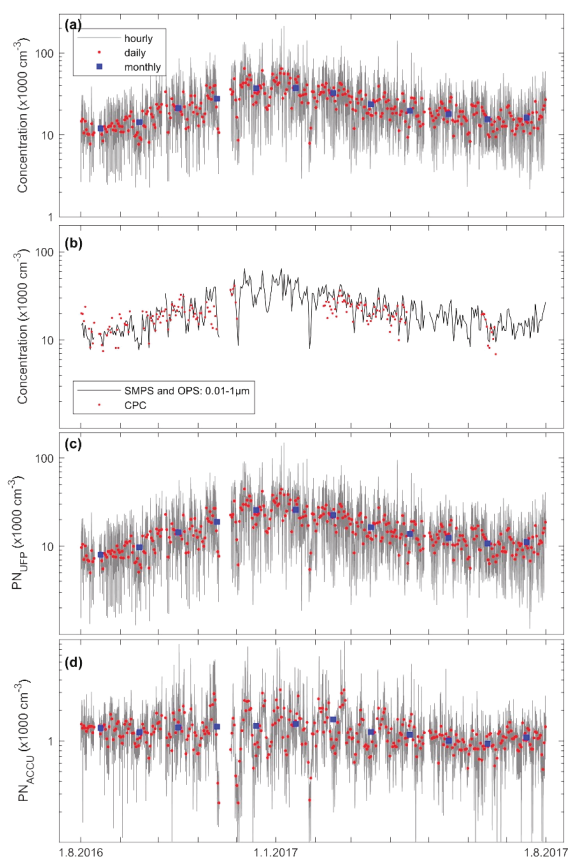 (a)
hourly
daily
monthly
100
10
1
Concentration (x1000 cm⁻³)
(b)
100
10
Concentration (x1000 cm⁻³)
SMPS and OPS: 0.01-1μm
CPC
(c)
100
10
PN_UFP (x1000 cm⁻³)
(d)
1
PN_ACCU (x1000 cm⁻³)
1.8.2016 1.1.2017 1.8.2017